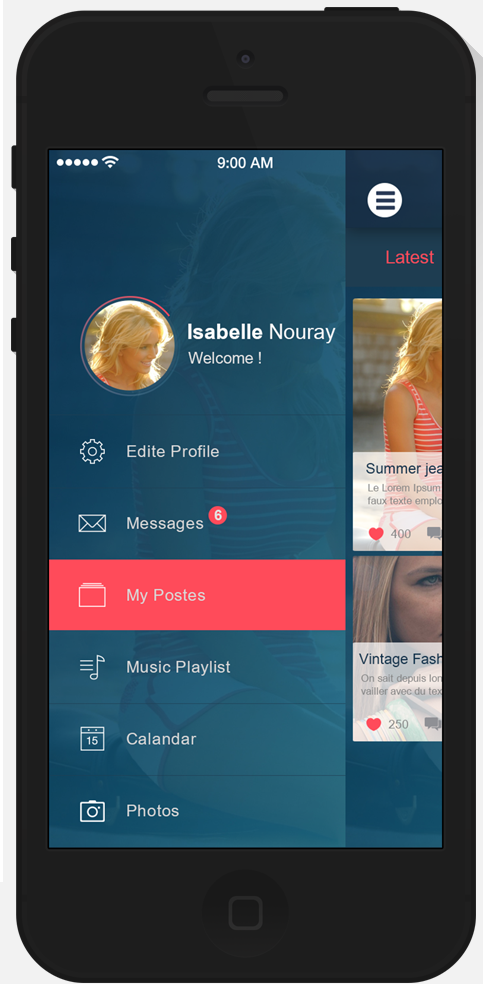 9:00 AM
Latest
Isabelle Nouray
Welcome !
Edite Profile
Messages 6
My Postes
Music Playlist
15 Calandar
Photos
Summer jea
Le Lorem Ipsum
faux texte emplo
400
Vintage Fash
On sait depuis lon
vailler avec du tex
250